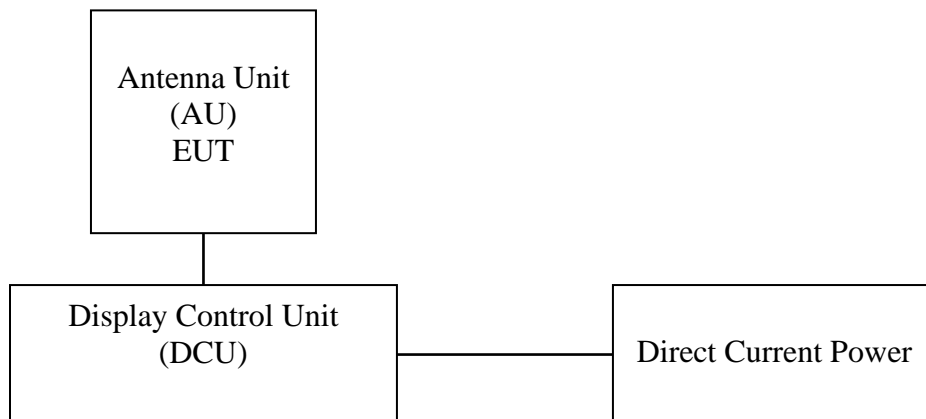 Antenna Unit
(AU)
EUT
Display Control Unit
(DCU)
Direct Current Power